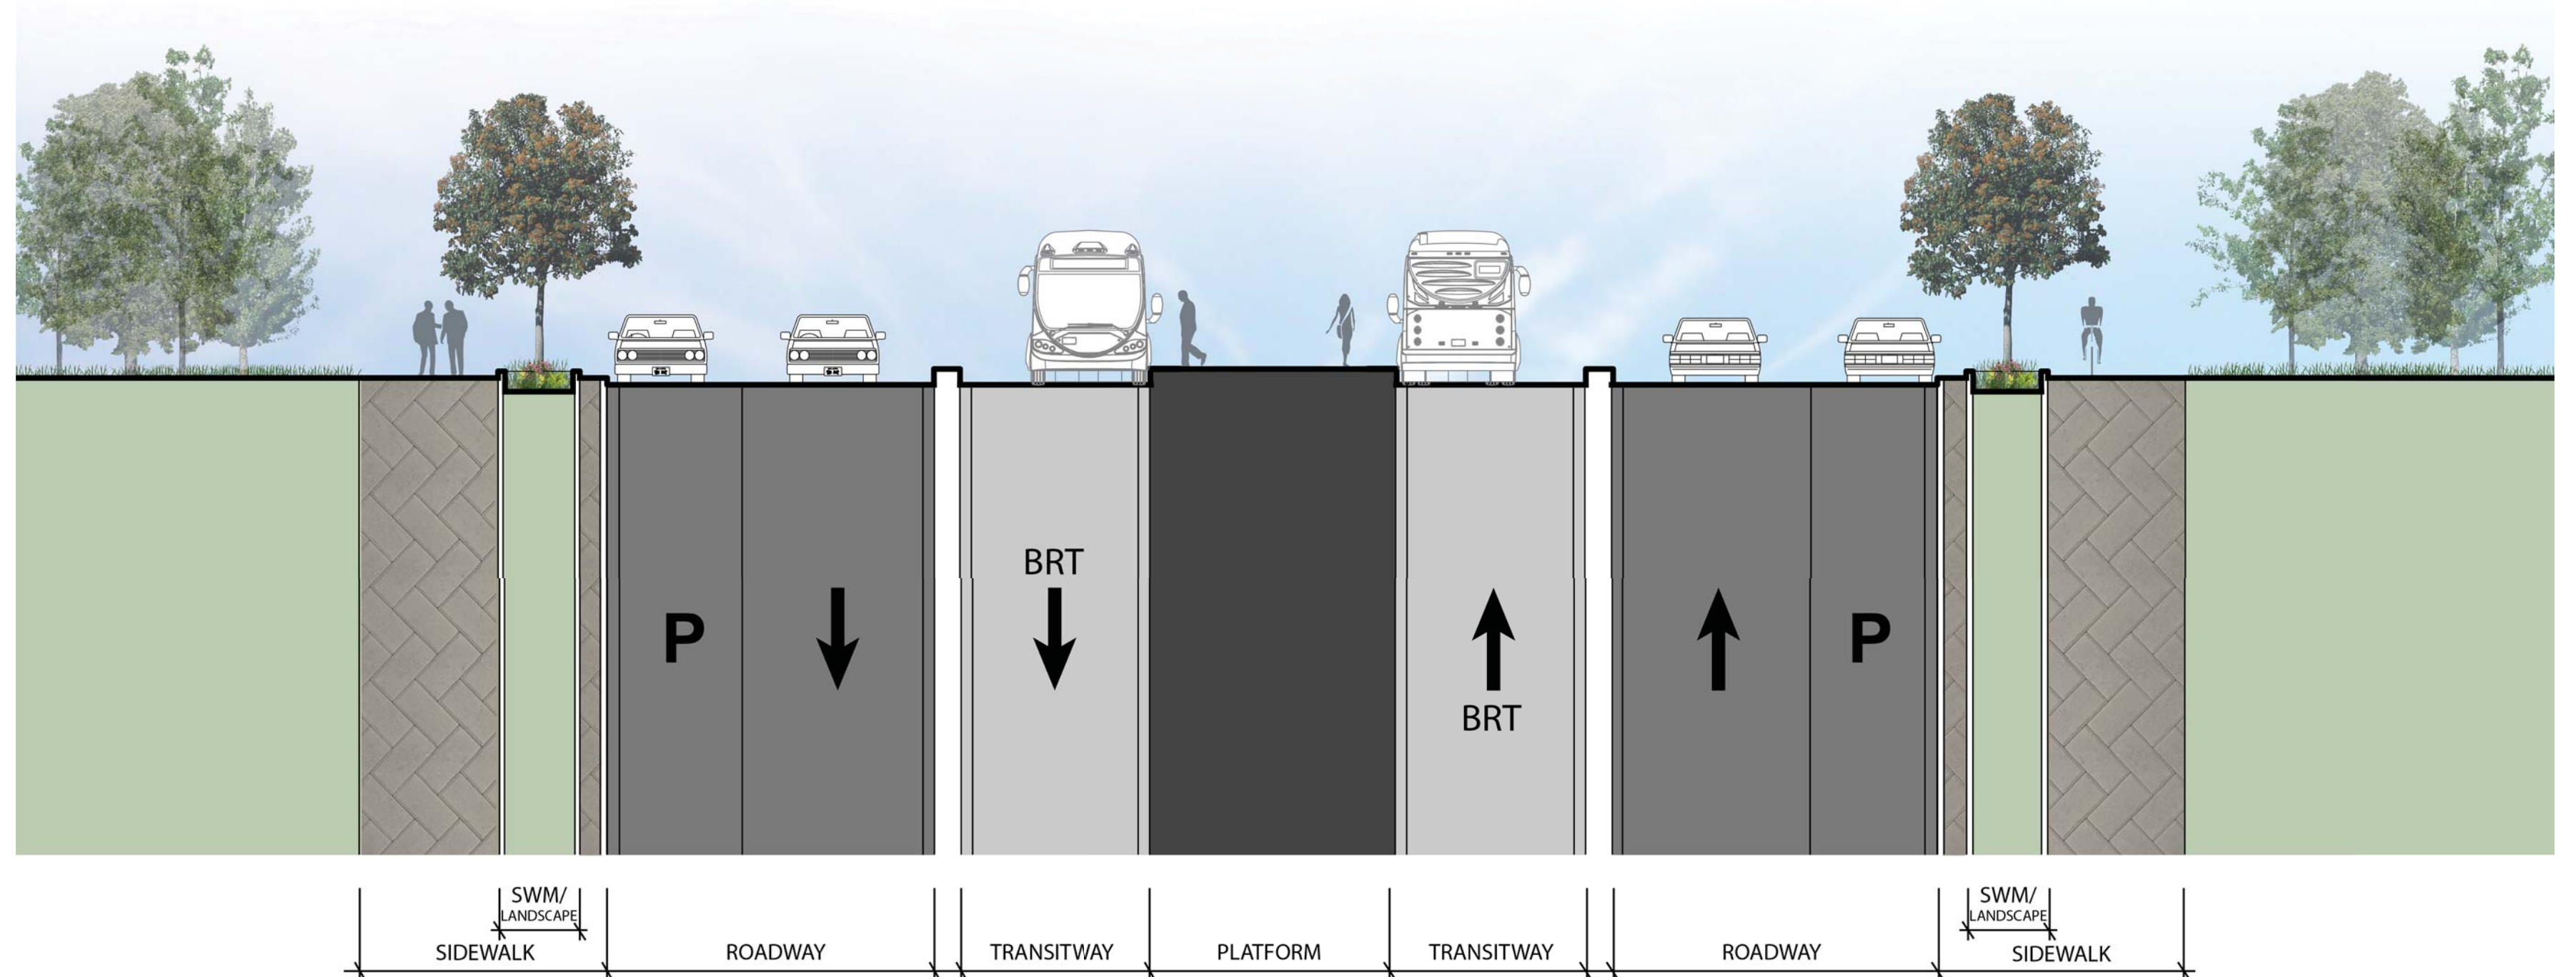 BRT
P
BRT
P
SWM/
LANDSCAPE
SWM/
LANDSCAPE
SIDEWALK
ROADWAY
TRANSITWAY
PLATFORM
TRANSITWAY
ROADWAY
SIDEWALK